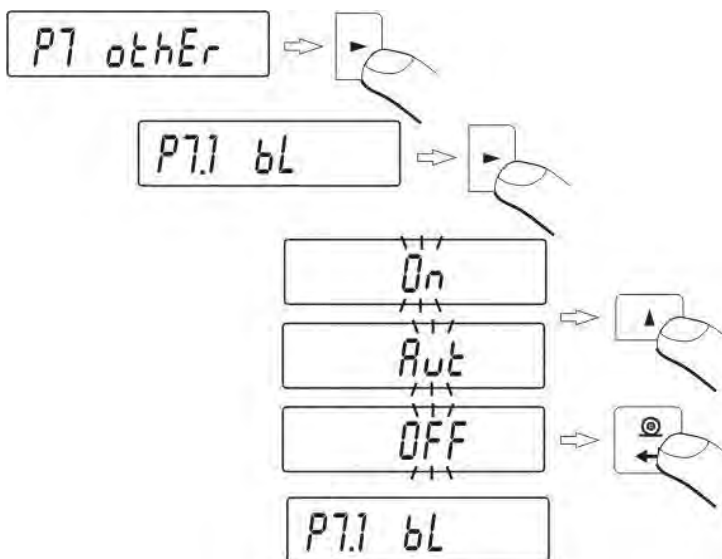 P7 othEr
P7.1 bL
On
Aut
OFF
P7.1 bL